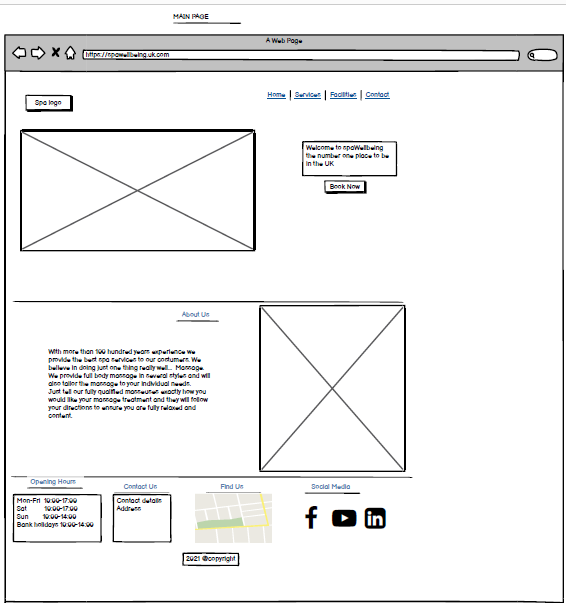 MAIN PAGE
A Web Page
https://spawellbeing.uk.com
Spa logo
Home | Services | Facilities | Contact
Welcome to spaWellbeing
the number one place to be
in the UK
Book Now
About Us
With more than 100 hundred years experience we
provide the best spa services to our costumers. We
believe in doing just one thing really well... Massage.
We provide full body massage in several styles and will
also tailor the massage to your individual needs.
Just tell our fully qualified masseuses exactly how you
would like your massage treatment and they will follow
your directions to ensure you are fully relaxed and
content.
Opening Hours
Mon-Fri 10:00-17:00
Sat 10:00-17:00
Sun 10:00-14:00
Bank holidays 10:00-14:00
Contact Us
Contact details
Address
Find Us
Social Media
f
in
2021 @copyright